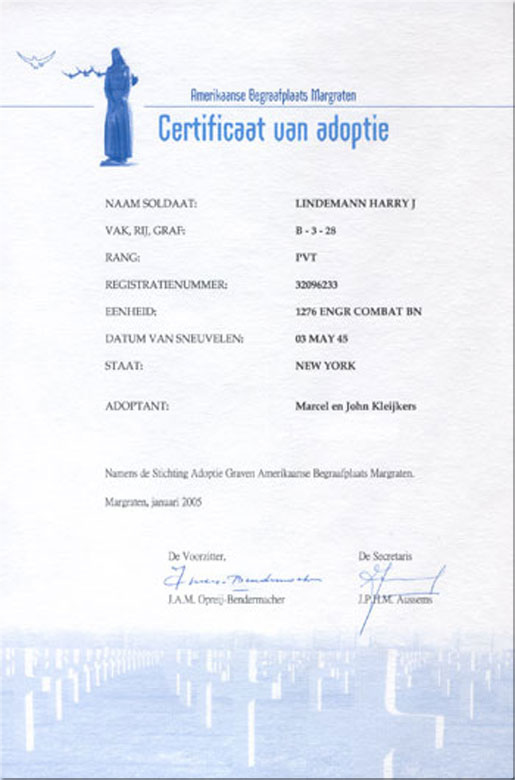 Amerikaanse Begraafplaats Margraten
Certificaat van adoptie
NAAM SOLDAAT: LINDEMANN HARRY J
VAK, RIJ, GRAF: B - 3 - 28
RANG: PVT
REGISTRATIENUMMER: 32096233
EENHEID: 1276 ENGR COMBAT BN
DATUM VAN SNEUVELEN: 03 MAY 45
STAAT: NEW YORK
ADOPTANT: Marcel en John Kleijkers
Namens de Stichting Adoptie Graven Amerikaanse Begraafplaats Margraten.
Margraten, januari 2005
De Voorzitter, De Secretaris
J.A.M. Opreij-Bendermacher J.P.H.M. Aussems